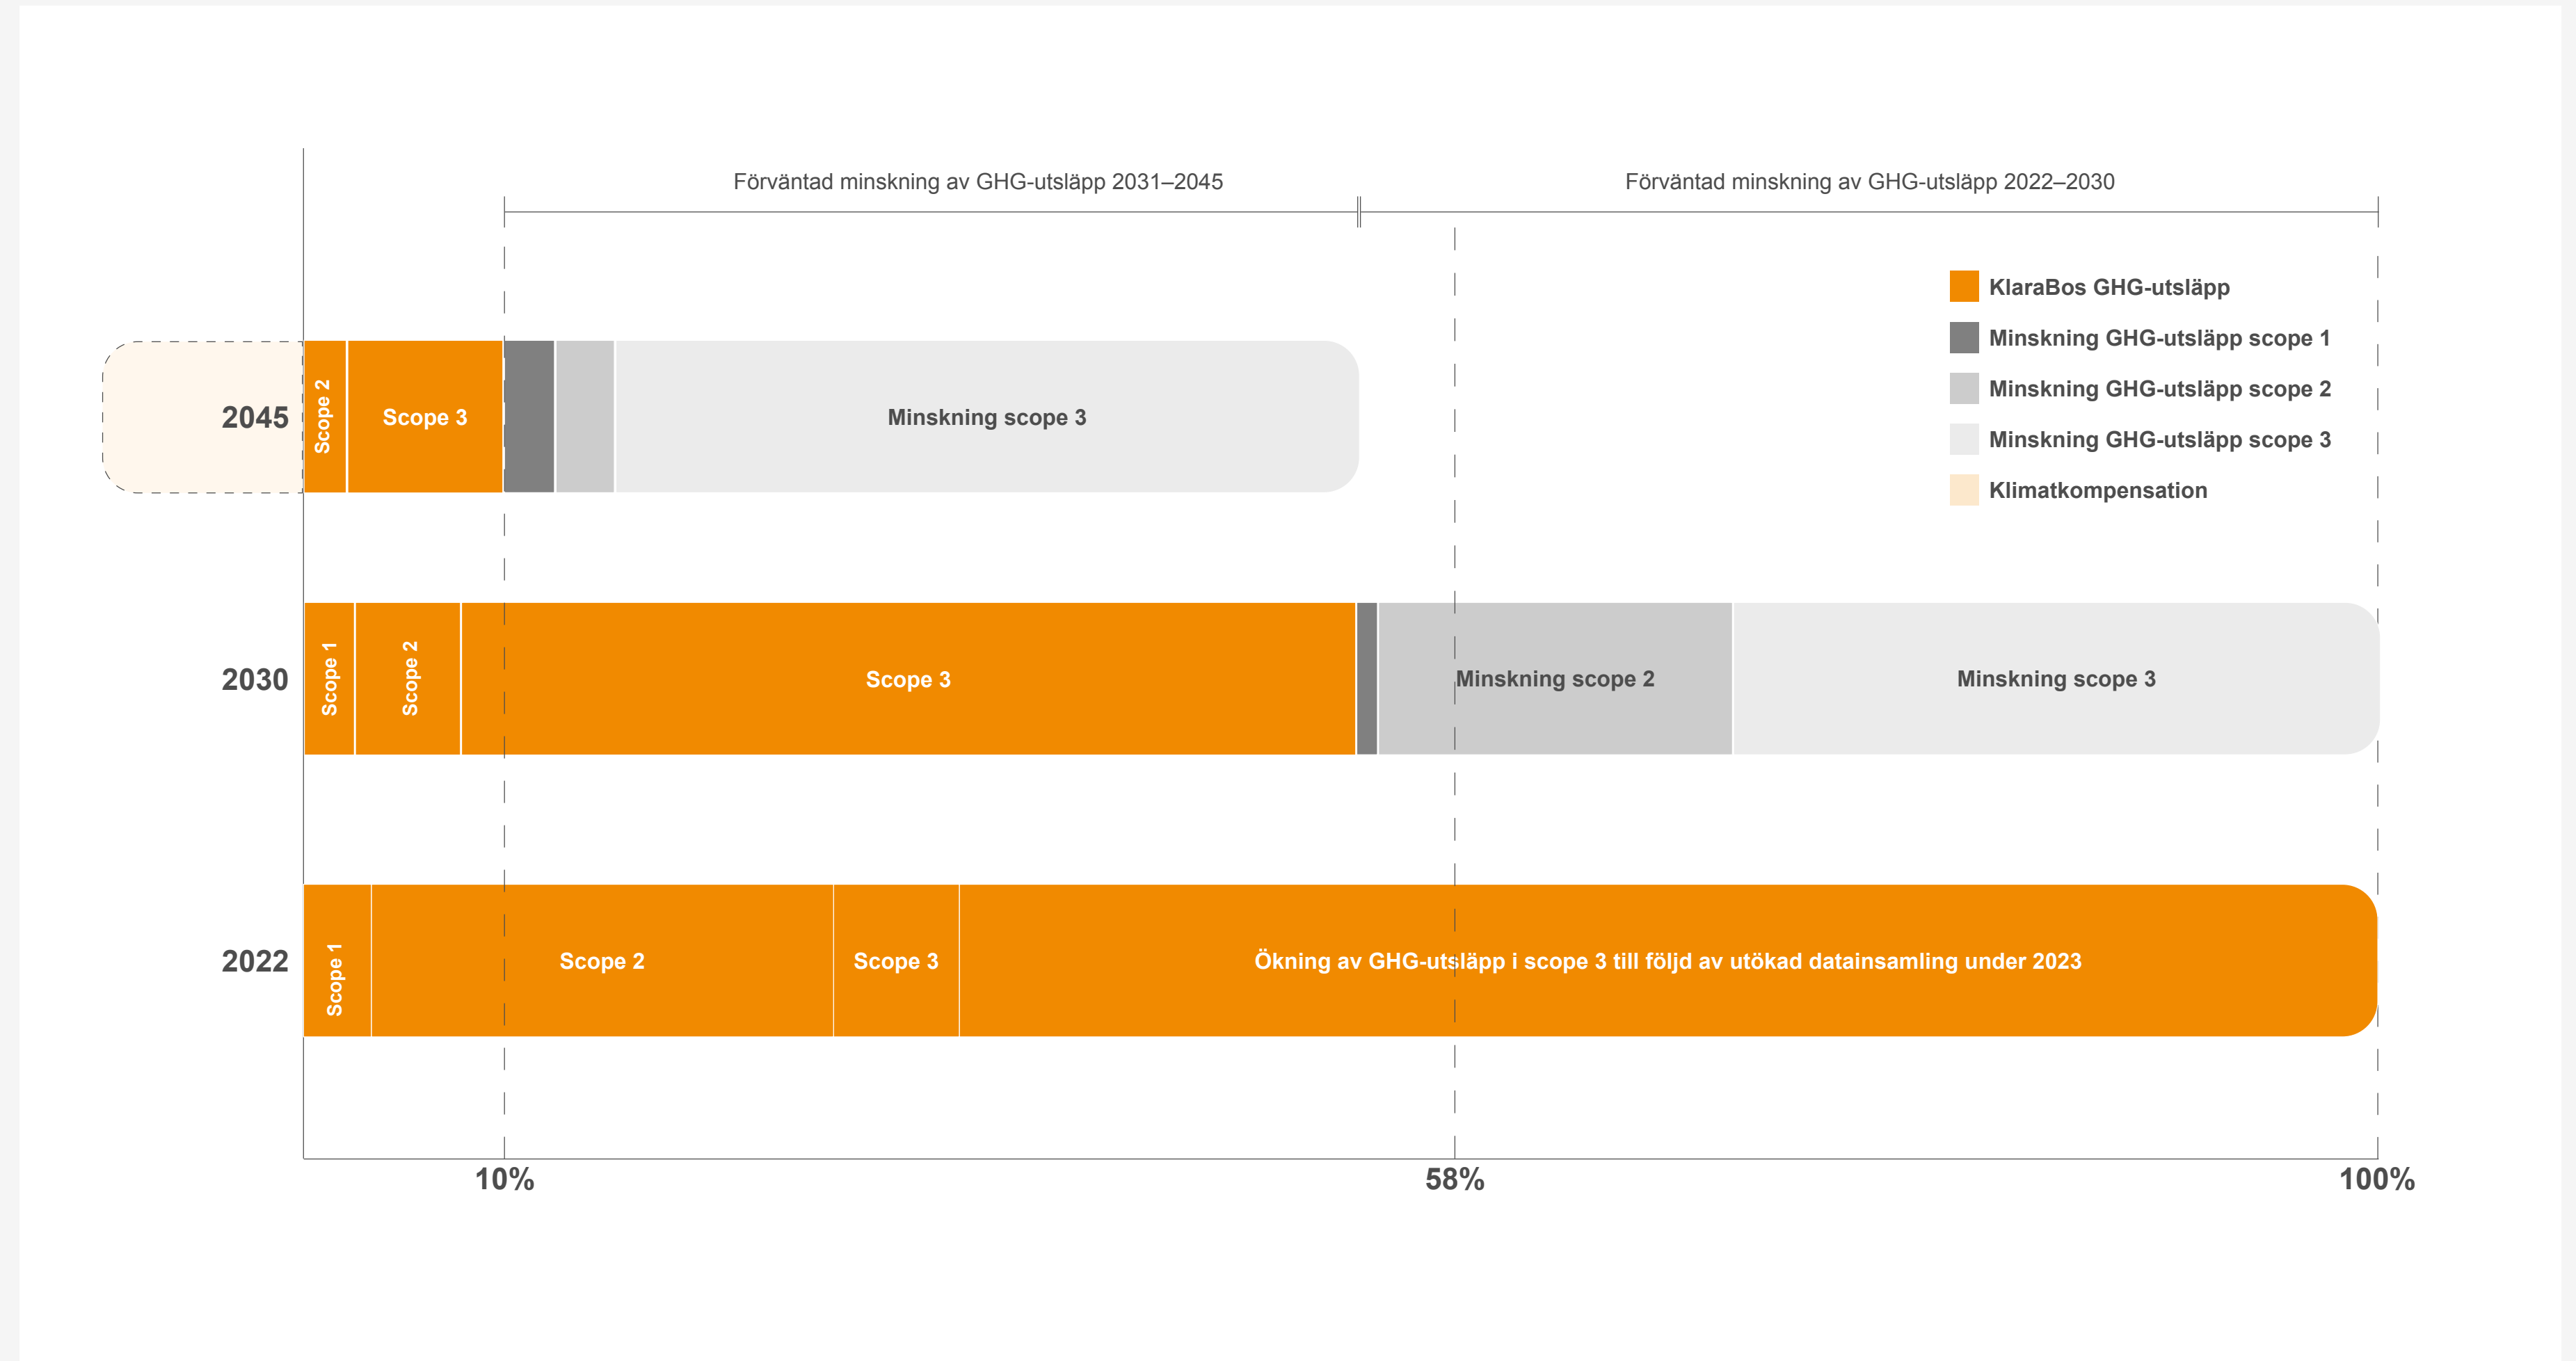 Förväntad minskning av GHG-utsläpp 2031–2045
Förväntad minskning av GHG-utsläpp 2022–2030
KlaraBos GHG-utsläpp
Minskning GHG-utsläpp scope 1
Minskning GHG-utsläpp scope 2
Minskning GHG-utsläpp scope 3
Klimatkompensation
2045
Scope 2
Scope 3
Minskning scope 3
2030
Scope 1
Scope 2
Scope 3
Minskning scope 2
Minskning scope 3
2022
Scope 1
Scope 2
Scope 3
Ökning av GHG-utsläpp i scope 3 till följd av utökad datainsamling under 2023
10%
58%
100%